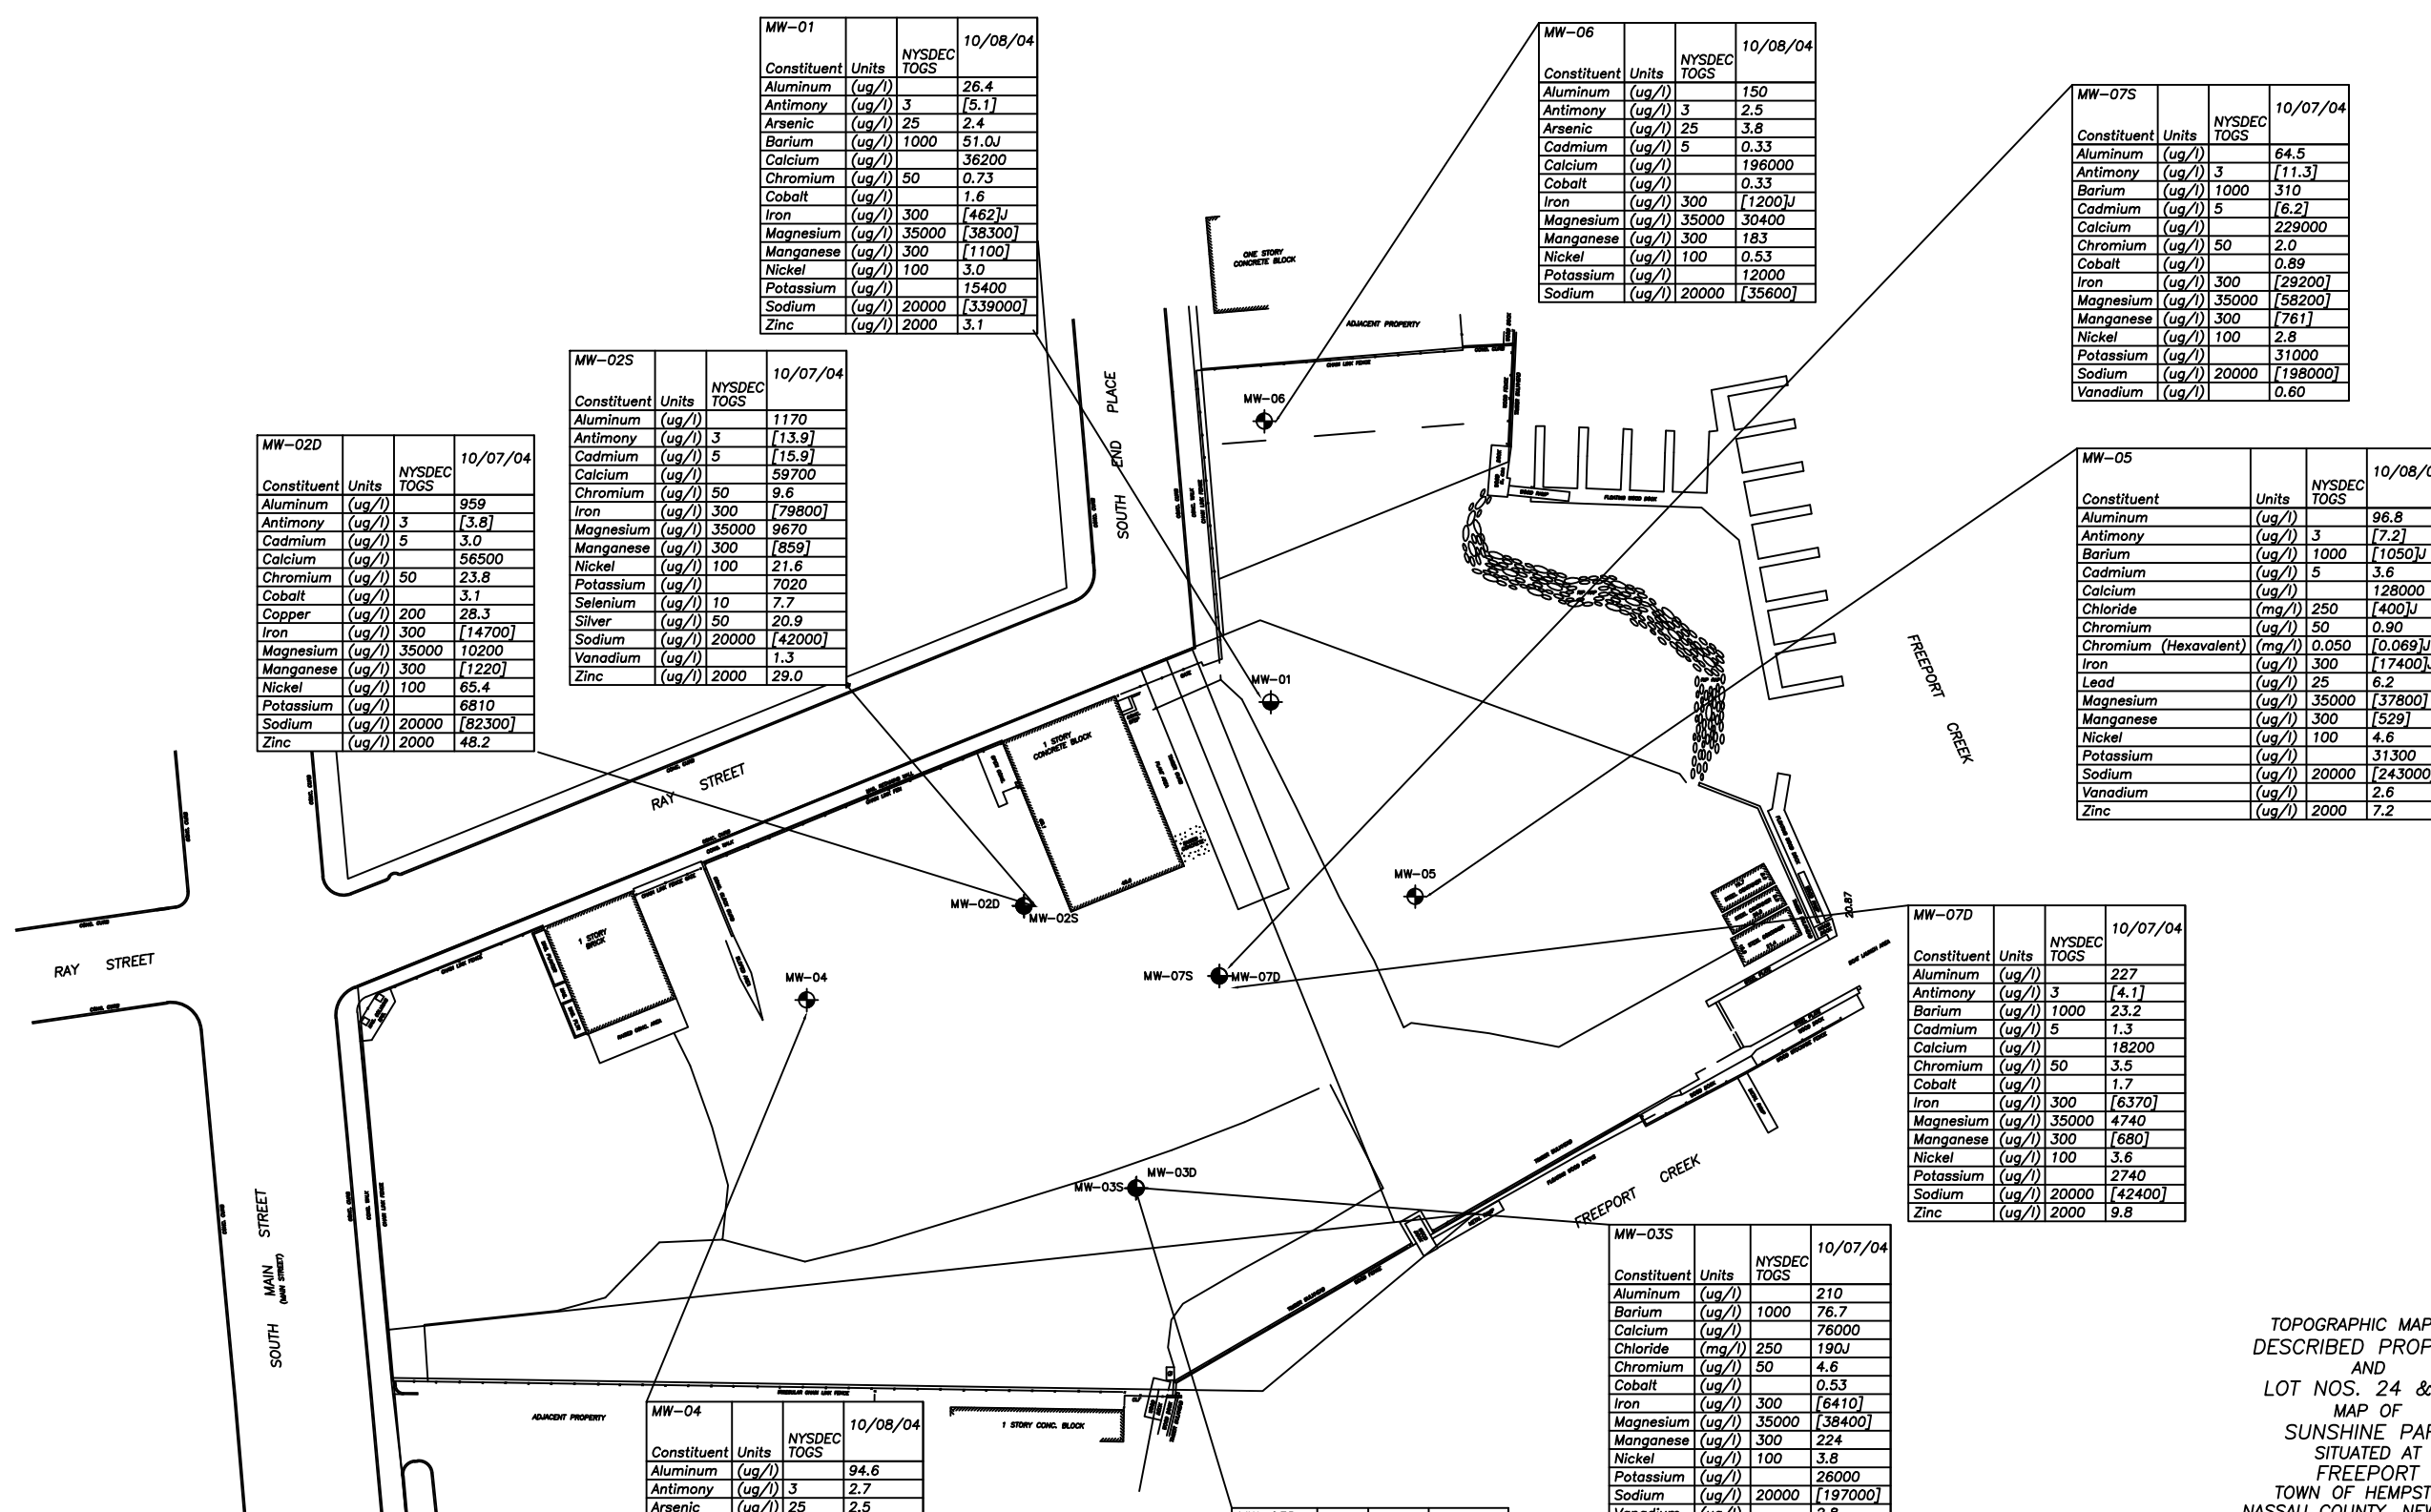 MW-01
10/08/04
NYSDEC
Constituent Units TOGS
Aluminum (ug/l) 26.4
Antimony (ug/l) 3 [5.1]
Arsenic (ug/l) 25 2.4
Barium (ug/l) 1000 51.0J
Calcium (ug/l) 36200
Chromium (ug/l) 50 0.73
Cobalt (ug/l) 1.6
Iron (ug/l) 300 [462]J
Magnesium (ug/l) 35000 [38300]
Manganese (ug/l) 300 [1100]
Nickel (ug/l) 100 3.0
Potassium (ug/l) 15400
Sodium (ug/l) 20000 [339000]
Zinc (ug/l) 2000 3.1
MW-06
10/08/04
NYSDEC
Constituent Units TOGS
Aluminum (ug/l) 150
Antimony (ug/l) 3 2.5
Arsenic (ug/l) 25 3.8
Cadmium (ug/l) 5 0.33
Calcium (ug/l) 196000
Cobalt (ug/l) 0.33
Iron (ug/l) 300 [1200]J
Magnesium (ug/l) 35000 30400
Manganese (ug/l) 300 183
Nickel (ug/l) 100 0.53
Potassium (ug/l) 12000
Sodium (ug/l) 20000 [35600]
MW-07S
10/07/04
NYSDEC
Constituent Units TOGS
Aluminum (ug/l) 64.5
Antimony (ug/l) 3 [11.3]
Barium (ug/l) 1000 310
Cadmium (ug/l) 5 [6.2]
Calcium (ug/l) 229000
Chromium (ug/l) 50 2.0
Cobalt (ug/l) 0.89
Iron (ug/l) 300 [29200]
Magnesium (ug/l) 35000 [58200]
Manganese (ug/l) 300 [761]
Nickel (ug/l) 100 2.8
Potassium (ug/l) 31000
Sodium (ug/l) 20000 [198000]
Vanadium (ug/l) 0.60
MW-02S
10/07/04
NYSDEC
Constituent Units TOGS
Aluminum (ug/l) 1170
Antimony (ug/l) 3 [13.9]
Cadmium (ug/l) 5 [15.9]
Calcium (ug/l) 59700
Chromium (ug/l) 50 9.6
Iron (ug/l) 300 [79800]
Magnesium (ug/l) 35000 9670
Manganese (ug/l) 300 [859]
Nickel (ug/l) 100 21.6
Potassium (ug/l) 7020
Selenium (ug/l) 10 7.7
Silver (ug/l) 50 20.9
Sodium (ug/l) 20000 [42000]
Vanadium (ug/l) 1.3
Zinc (ug/l) 2000 29.0
MW-02D
10/07/04
NYSDEC
Constituent Units TOGS
Aluminum (ug/l) 959
Antimony (ug/l) 3 [3.8]
Cadmium (ug/l) 5 3.0
Calcium (ug/l) 56500
Chromium (ug/l) 50 23.8
Cobalt (ug/l) 3.1
Copper (ug/l) 200 28.3
Iron (ug/l) 300 [14700]
Magnesium (ug/l) 35000 10200
Manganese (ug/l) 300 [1220]
Nickel (ug/l) 100 65.4
Potassium (ug/l) 6810
Sodium (ug/l) 20000 [82300]
Zinc (ug/l) 2000 48.2
MW-05
10/08/0
NYSDEC
Constituent Units TOGS
Aluminum (ug/l) 96.8
Antimony (ug/l) 3 [7.2]
Barium (ug/l) 1000 [1050]J
Cadmium (ug/l) 5 3.6
Calcium (ug/l) 128000
Chloride (mg/l) 250 [400]J
Chromium (ug/l) 50 0.90
Chromium (Hexavalent) (mg/l) 0.050 [0.069]J
Iron (ug/l) 300 [17400]J
Lead (ug/l) 25 6.2
Magnesium (ug/l) 35000 [37800]
Manganese (ug/l) 300 [529]
Nickel (ug/l) 100 4.6
Potassium (ug/l) 31300
Sodium (ug/l) 20000 [243000
Vanadium (ug/l) 2.6
Zinc (ug/l) 2000 7.2
ONE STORY
CONCRETE BLOCK
ADJACENT PROPERTY
CHAIN LINK FENCE
MW-06
SOUTH END PLACE
FLOATING WOOD DOCK
FREEPORT CREEK
MW-01
1 STORY
CONCRETE BLOCK
RAY STREET
MW-05
MW-02D
MW-02S
1 STORY
BRICK
RAY STREET
MW-04
MW-07S
MW-07D
20.87
MW-07D
10/07/04
NYSDEC
Constituent Units TOGS
Aluminum (ug/l) 227
Antimony (ug/l) 3 [4.1]
Barium (ug/l) 1000 23.2
Cadmium (ug/l) 5 1.3
Calcium (ug/l) 18200
Chromium (ug/l) 50 3.5
Cobalt (ug/l) 1.7
Iron (ug/l) 300 [6370]
Magnesium (ug/l) 35000 4740
Manganese (ug/l) 300 [680]
Nickel (ug/l) 100 3.6
Potassium (ug/l) 2740
Sodium (ug/l) 20000 [42400]
Zinc (ug/l) 2000 9.8
MW-03D
MW-03S
FREEPORT CREEK
SOUTH MAIN STREET
(MAIN STREET)
MW-03S
10/07/04
NYSDEC
Constituent Units TOGS
Aluminum (ug/l) 210
Barium (ug/l) 1000 76.7
Calcium (ug/l) 76000
Chloride (mg/l) 250 190J
Chromium (ug/l) 50 4.6
Cobalt (ug/l) 0.53
Iron (ug/l) 300 [6410]
Magnesium (ug/l) 35000 [38400]
Manganese (ug/l) 300 224
Nickel (ug/l) 100 3.8
Potassium (ug/l) 26000
Sodium (ug/l) 20000 [197000]
ADJACENT PROPERTY
1 STORY CONC. BLOCK
MW-04
10/08/04
NYSDEC
Constituent Units TOGS
Aluminum (ug/l) 94.6
Antimony (ug/l) 3 2.7
Arsenic (ug/l) 25 2.5
TOPOGRAPHIC MAP
DESCRIBED PROP
AND
LOT NOS. 24 &
MAP OF
SUNSHINE PAR
SITUATED AT
FREEPORT
TOWN OF HEMPST
NASSAU COUNTY, NEW